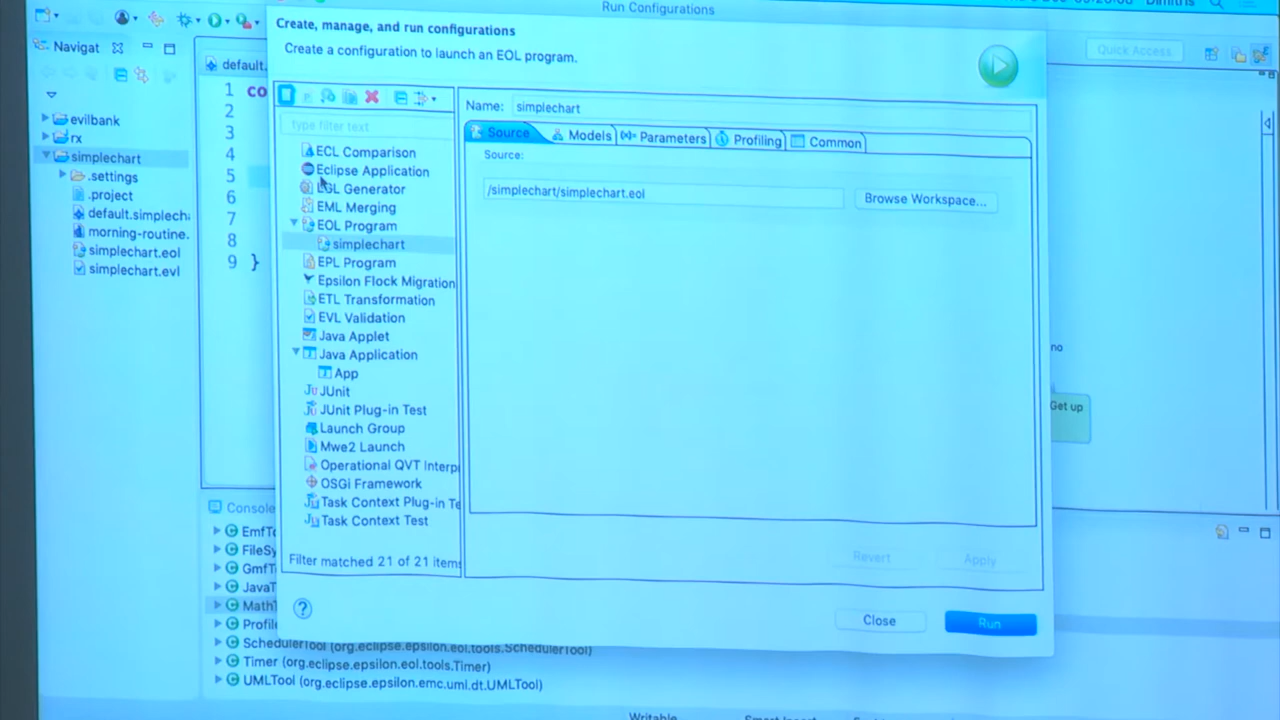 Run Configurations
Dimitris
Create, manage, and run configurations
Create a configuration to launch an EOL program.
Quick Access
Navigat
default.
type filter text
Name: simplechart
Source Models Parameters Profiling Common
Source:
/simplechart/simplechart.eol
Browse Workspace...
1 co
2
3
4
5
6
7
8
9 }
evilbank
rx
simplechart
.settings
.project
default.simplech
morning-routine.
simplechart.eol
simplechart.evl
ECL Comparison
Eclipse Application
EGL Generator
EML Merging
EOL Program
simplechart
EPL Program
Epsilon Flock Migration
ETL Transformation
EVL Validation
Java Applet
Java Application
App
JUnit
JUnit Plug-in Test
Launch Group
Mwe2 Launch
Operational QVT Interp
OSGi Framework
Task Context Plug-in Te
Task Context Test
Filter matched 21 of 21 items
Revert Apply
? Close Run
no
Get up
Console
EmfTo
FileSy
GmfT
JavaT
MathT
Profile
SchedulerTool (org.eclipse.epsilon.eol.tools.SchedulerTool)
Timer (org.eclipse.epsilon.eol.tools.Timer)
UMLTool (org.eclipse.epsilon.emc.uml.dt.UMLTool)
Writable
Smart Insert